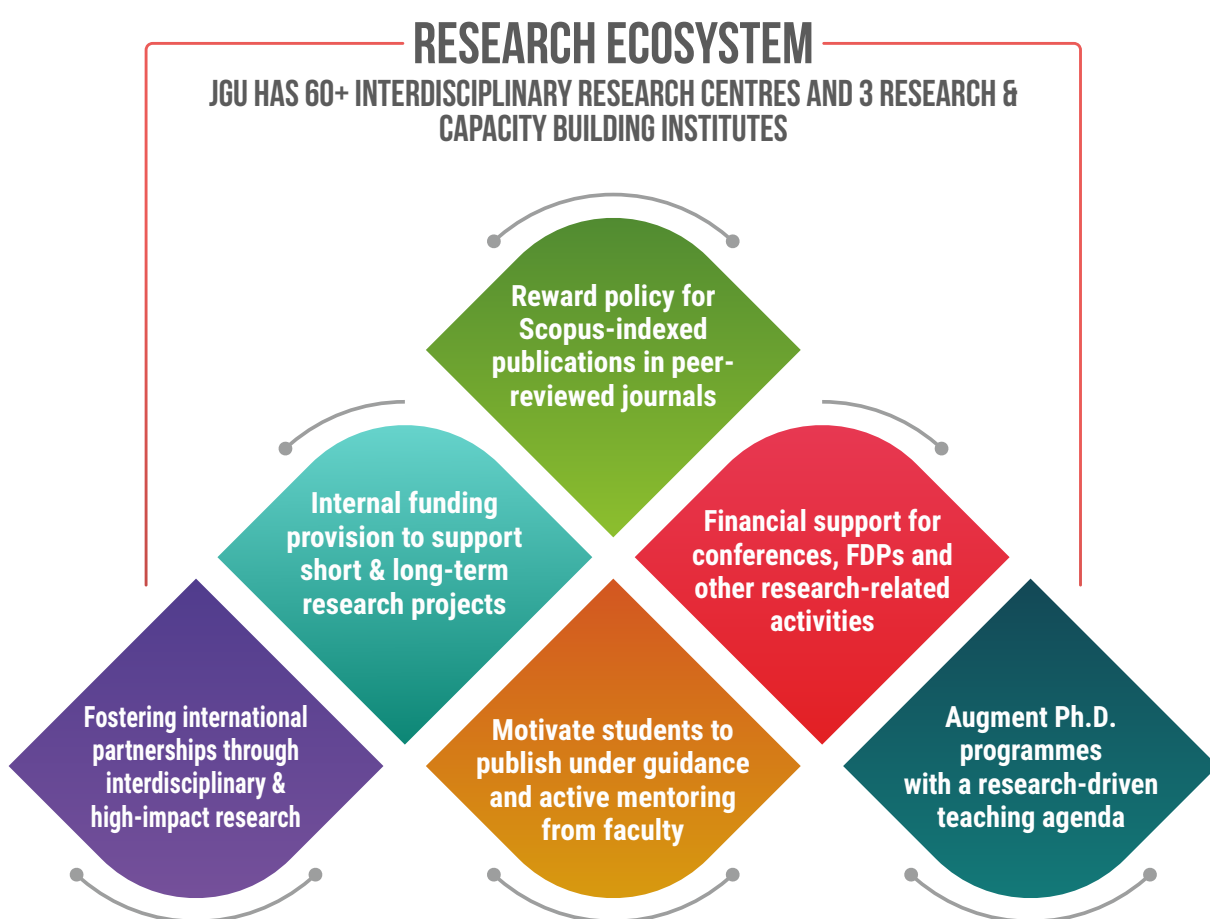 RESEARCH ECOSYSTEM
JGU HAS 60+ INTERDISCIPLINARY RESEARCH CENTRES AND 3 RESEARCH &
CAPACITY BUILDING INSTITUTES
Reward policy for
Scopus-indexed
publications in peer-
reviewed journals
Internal funding
provision to support
short & long-term
research projects
Financial support for
conferences, FDPs and
other research-related
activities
Fostering international
partnerships through
interdisciplinary &
high-impact research
Motivate students to
publish under guidance
and active mentoring
from faculty
Augment Ph.D.
programmes
with a research-driven
teaching agenda